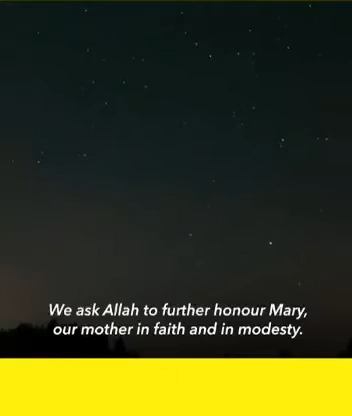 We ask Allah to further honour Mary,
our mother in faith and in modesty.